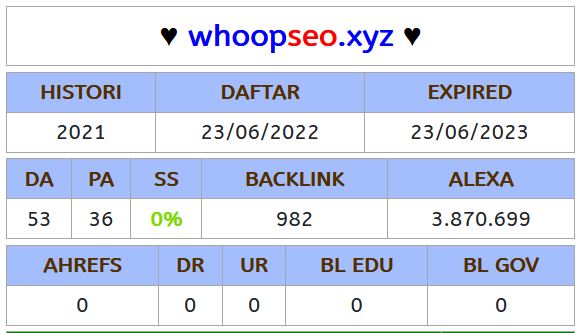 ♥ whoopseo.xyz ♥
HISTORI DAFTAR EXPIRED
2021 23/06/2022 23/06/2023
DA PA SS BACKLINK ALEXA
53 36 0% 982 3.870.699
AHREFS DR UR BL EDU BL GOV
0 0 0 0 0